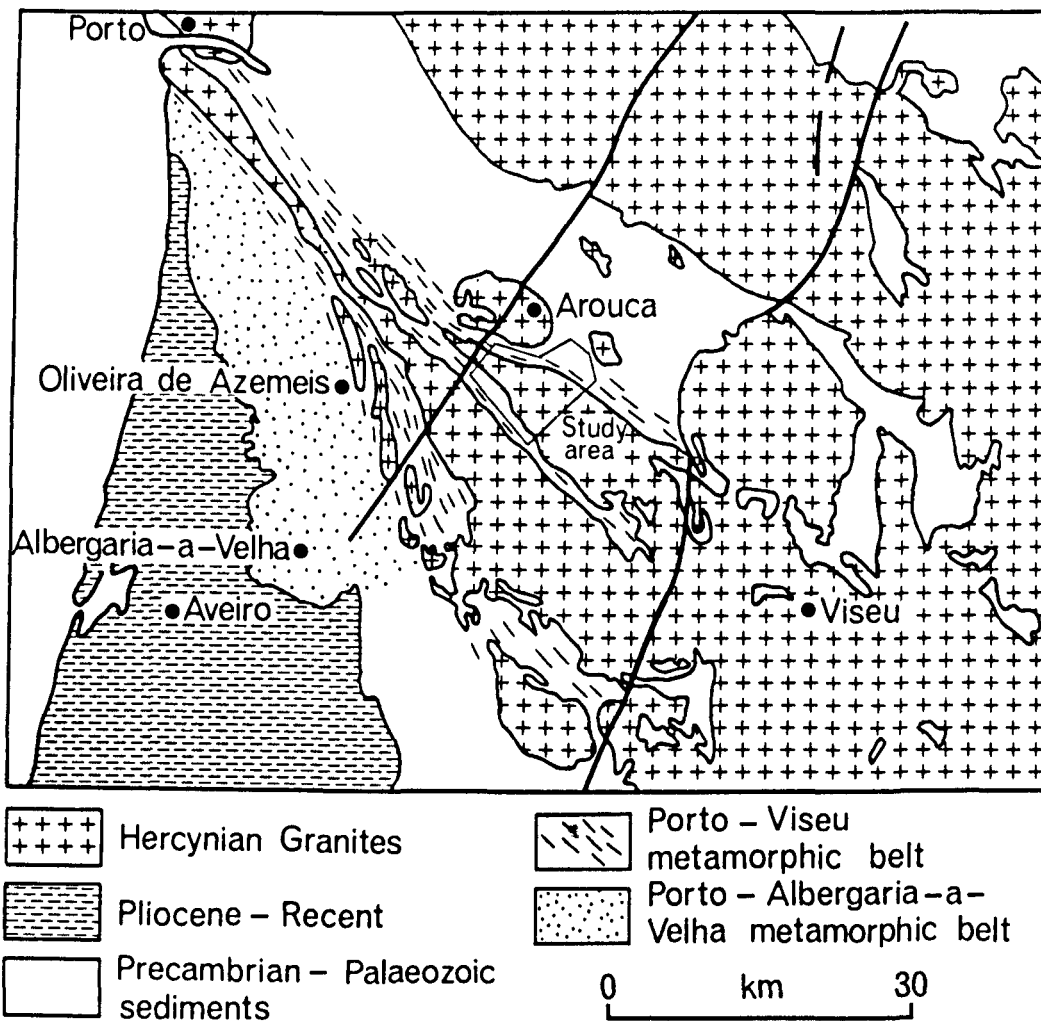 Porto
Arouca
Oliveira de Azemeis
Study
area
Albergaria-a-Velha
Aveiro
Viseu
Hercynian Granites
Pliocene - Recent
Precambrian - Palaeozoic
sediments
Porto - Viseu
metamorphic belt
Porto - Albergaria-a-
Velha metamorphic belt
0 km 30